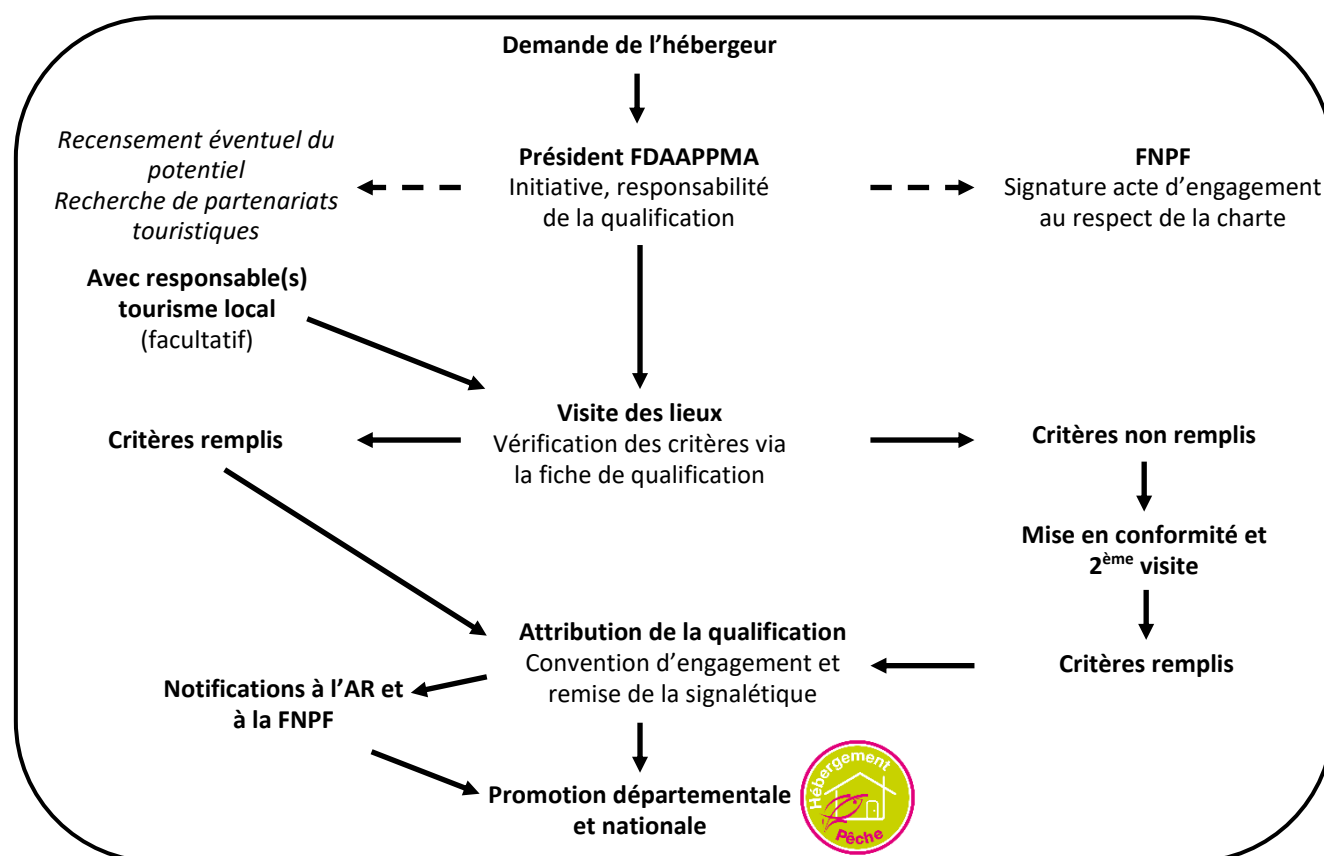 Demande de l’hébergeur
Recensement éventuel du
potentiel
Recherche de partenariats
touristiques
Président FDAAPPMA
Initiative, responsabilité
de la qualification
FNPF
Signature acte d’engagement
au respect de la charte
Avec responsable(s)
tourisme local
(facultatif)
Visite des lieux
Vérification des critères via
la fiche de qualification
Critères remplis
Critères non remplis
Mise en conformité et
2ème visite
Critères remplis
Attribution de la qualification
Convention d’engagement et
remise de la signalétique
Notifications à l’AR et
à la FNPF
Promotion départementale
et nationale
Hébergement
Pêche